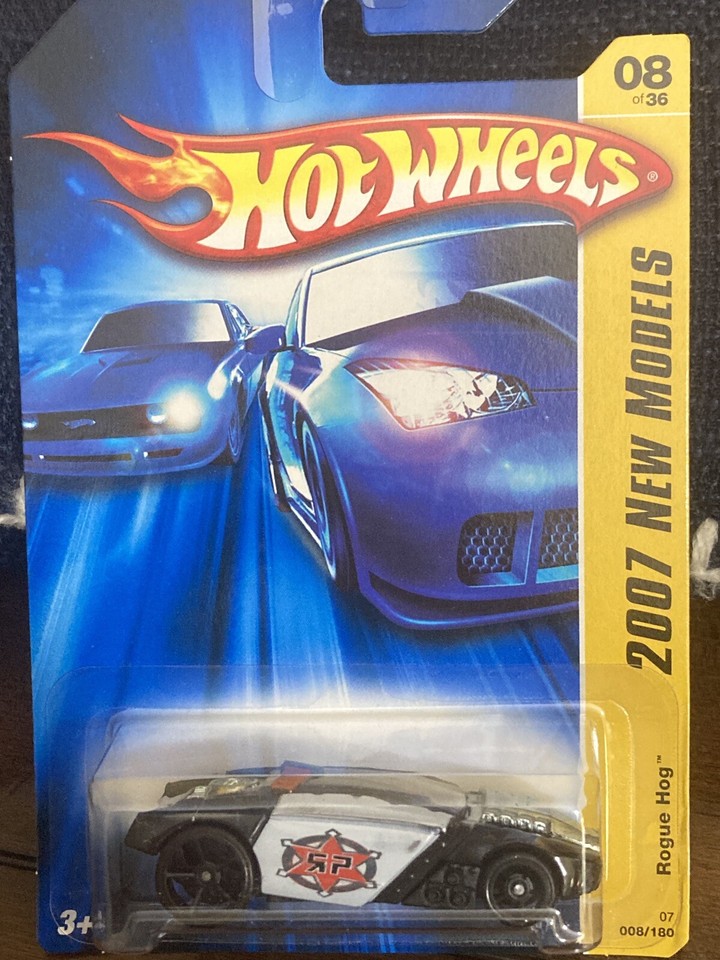 08
of 36
HOT WHEELS®
2007 NEW MODELS
Rogue Hog™
07
008/180
3+